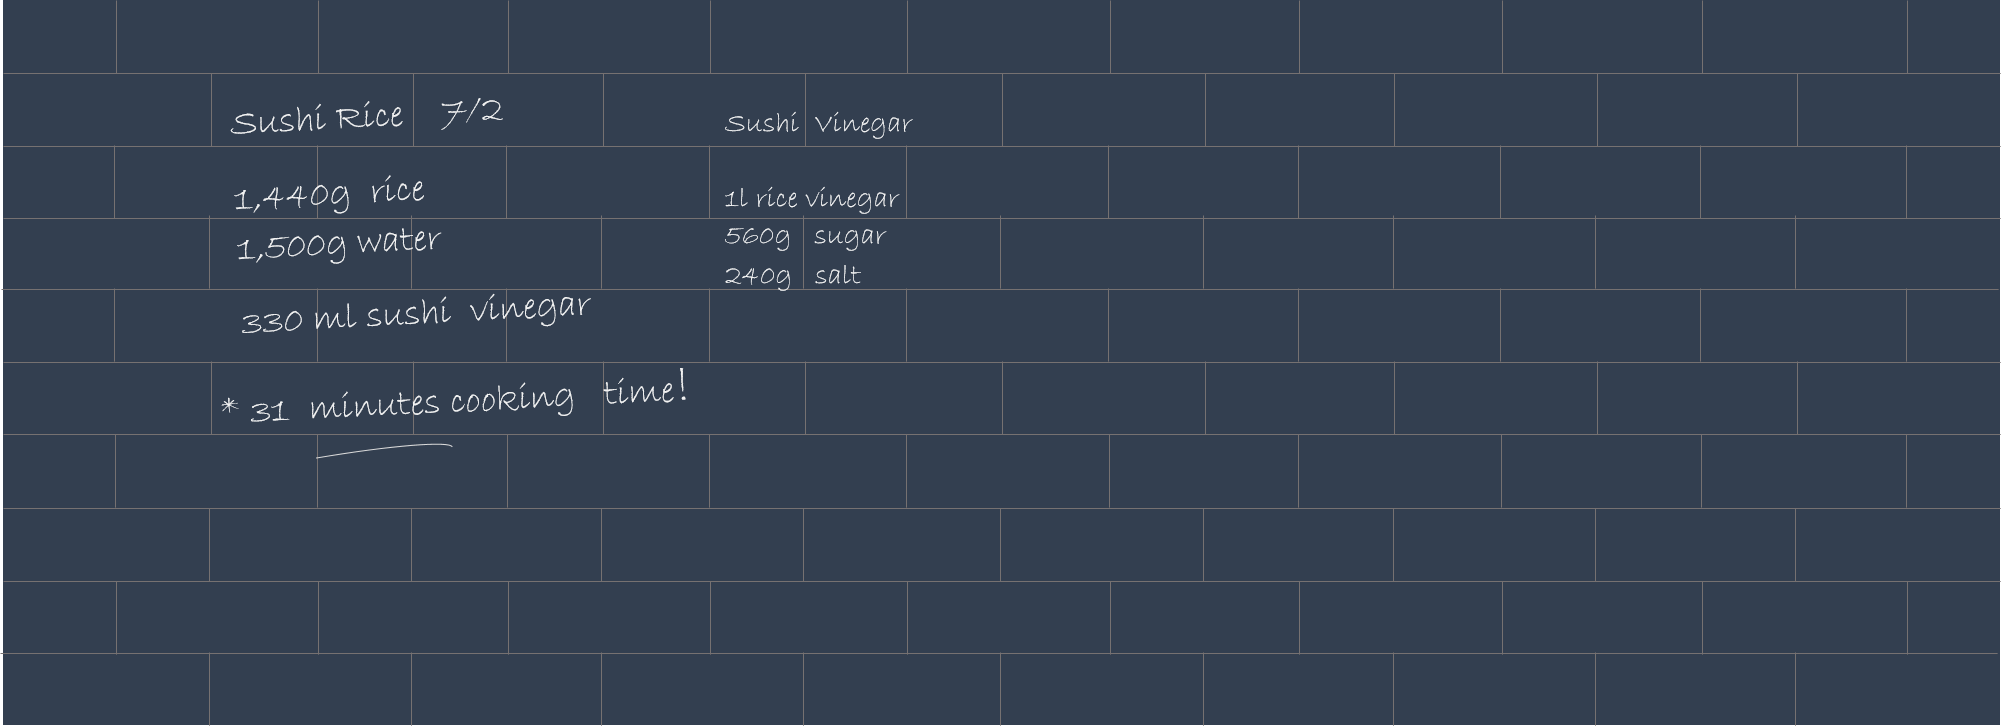 Sushi Rice 7/2
1,440g rice
1,500g water
330 ml sushi vinegar
* 31 minutes cooking time!
Sushi Vinegar
1l rice vinegar
560g sugar
240g salt